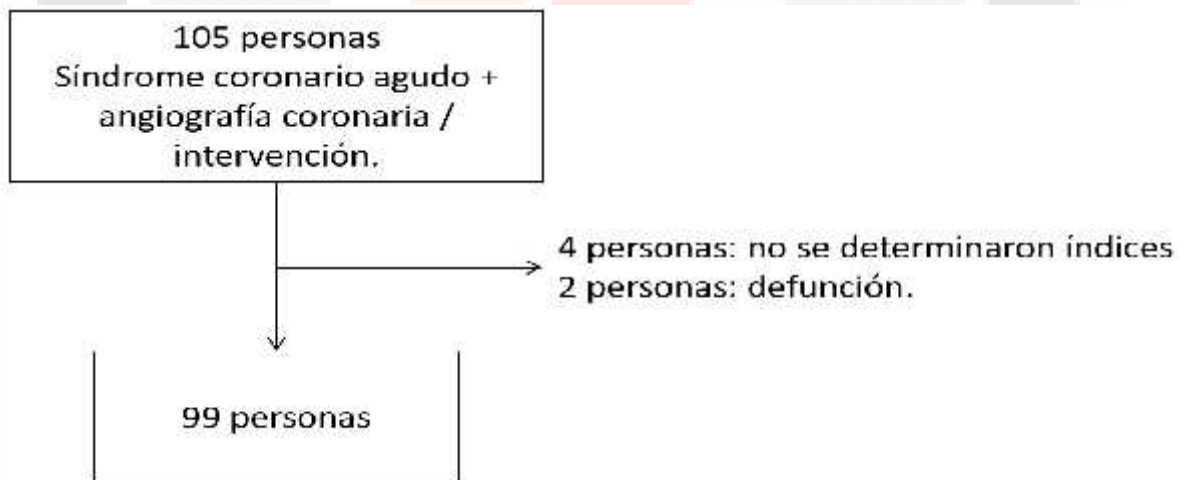 105 personas
Síndrome coronario agudo +
angiografía coronaria /
intervención.
4 personas: no se determinaron índices
2 personas: defunción.
99 personas